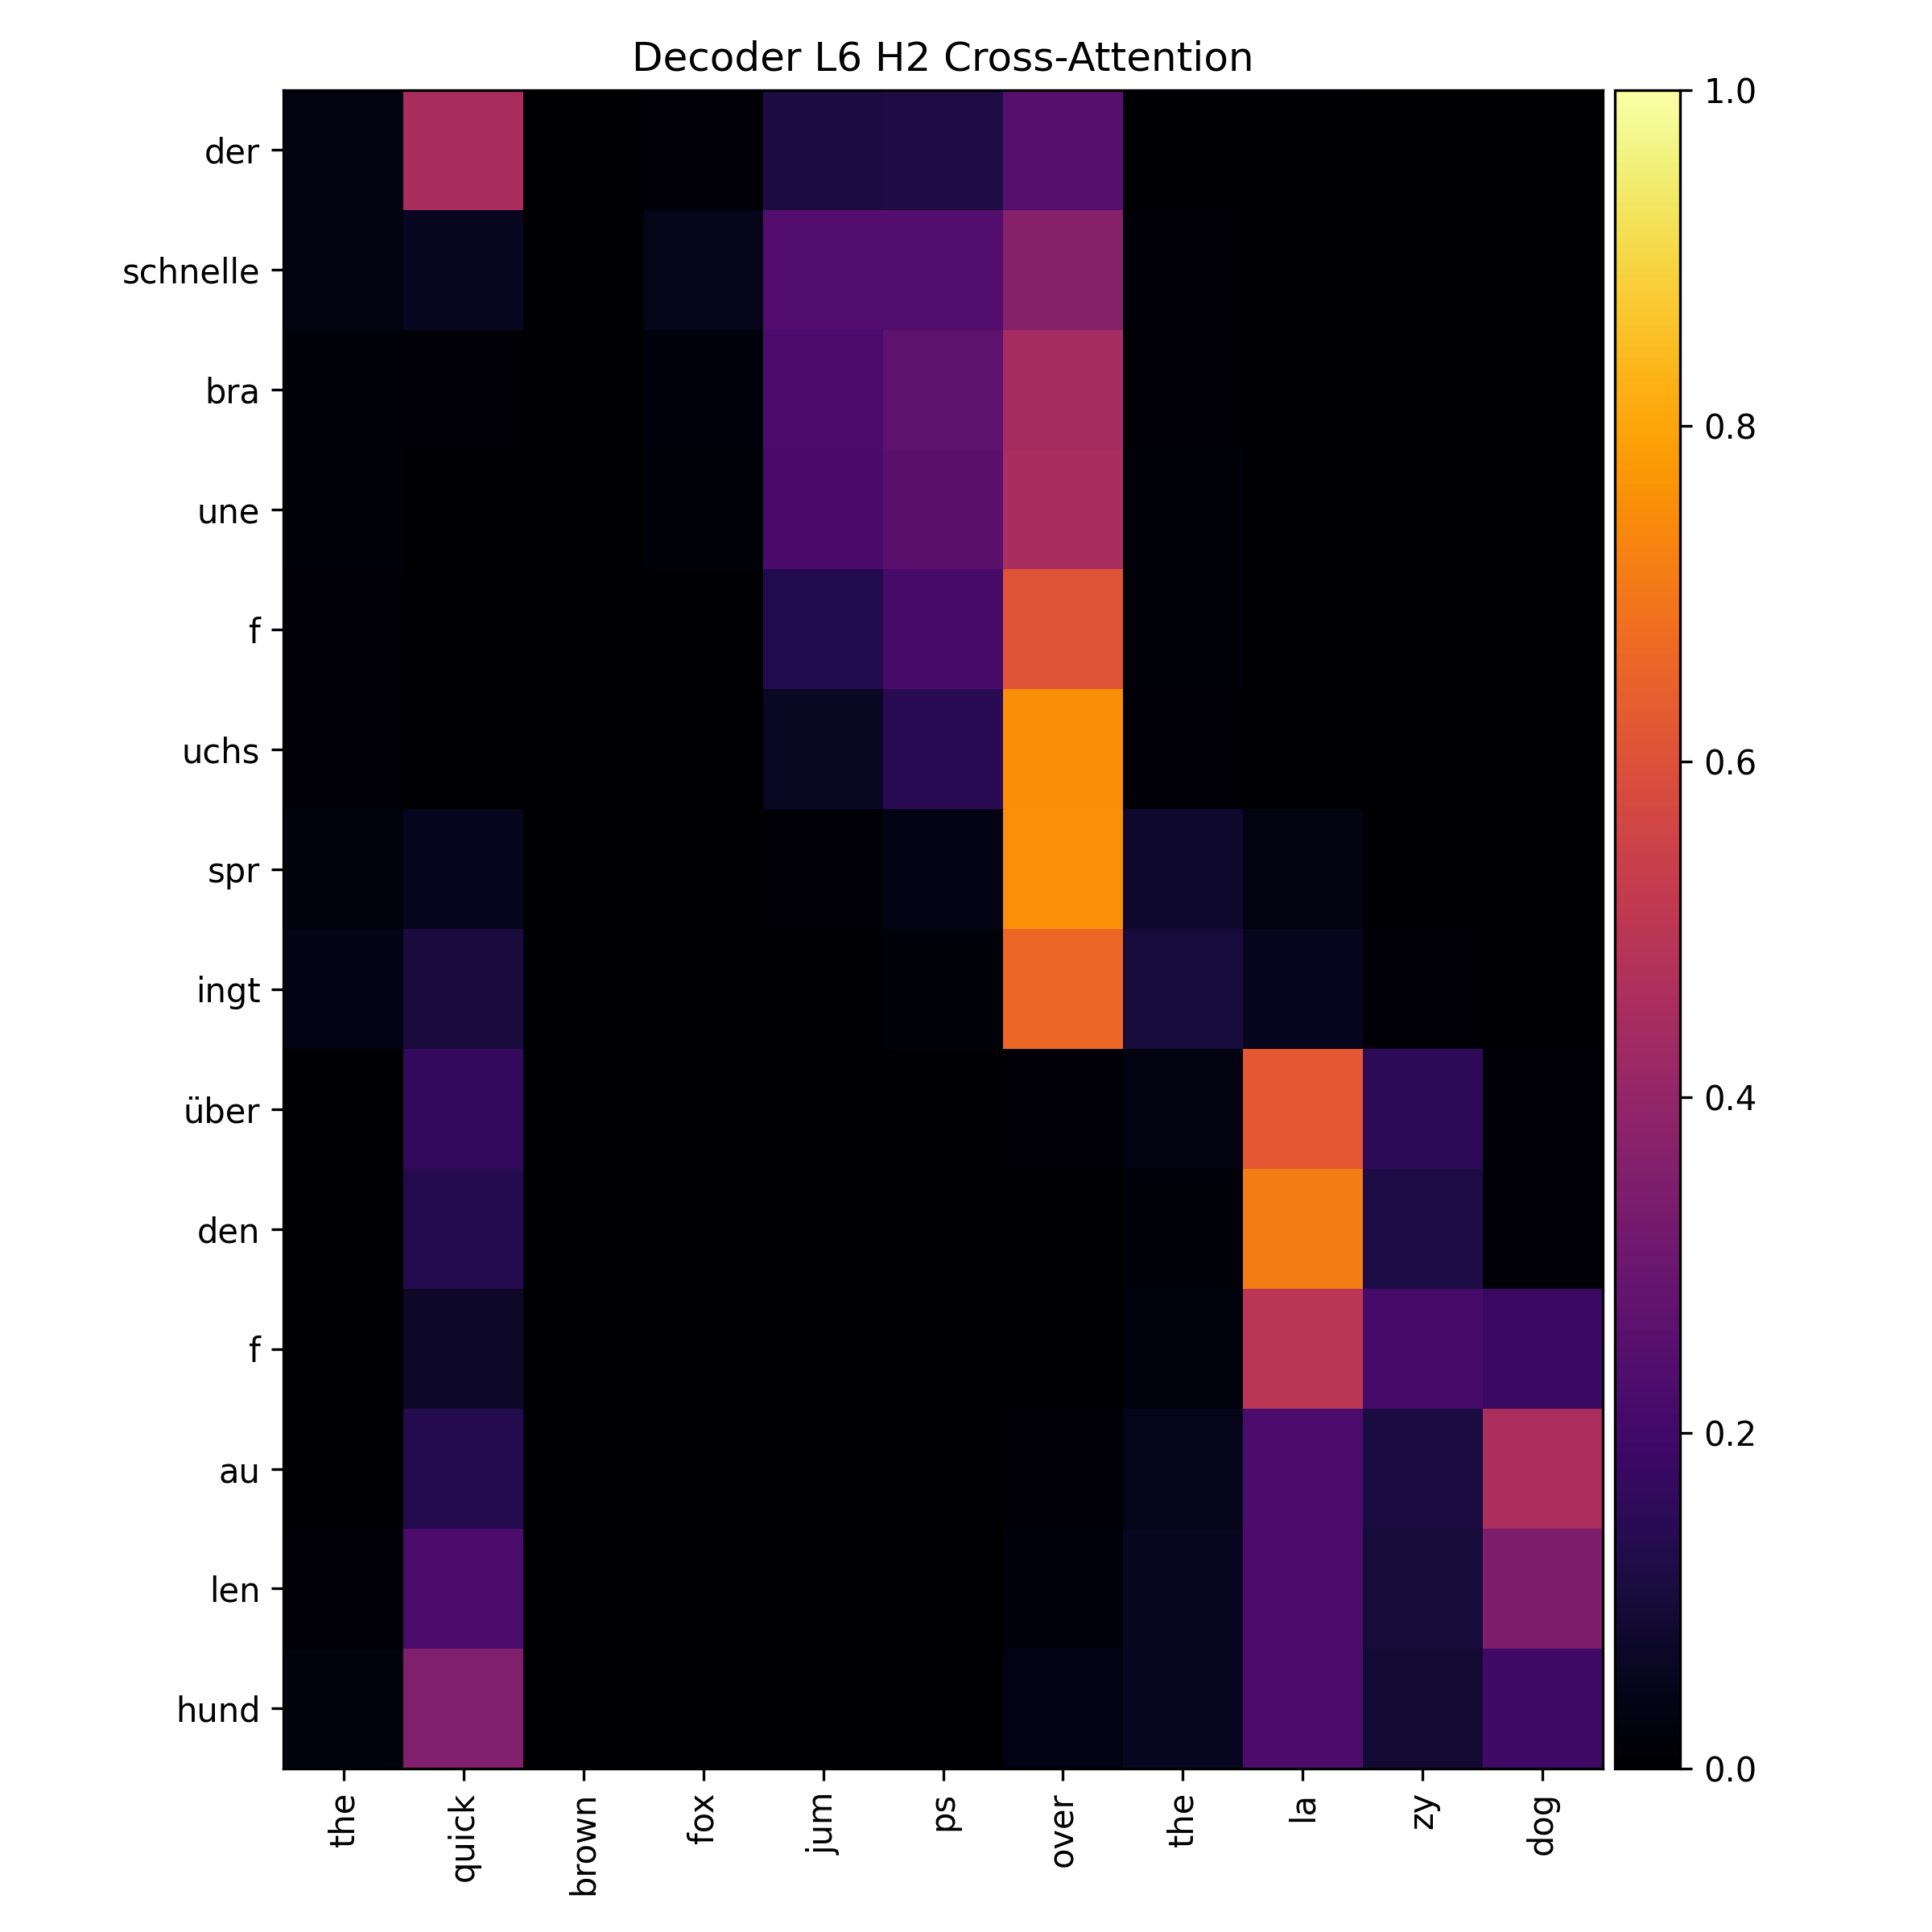 Decoder L6 H2 Cross-Attention
der
schnelle
bra
une
f
uchs
spr
ingt
über
den
f
au
len
hund
the
quick
brown
fox
jum
ps
over
the
la
zy
dog
1.0
0.8
0.6
0.4
0.2
0.0